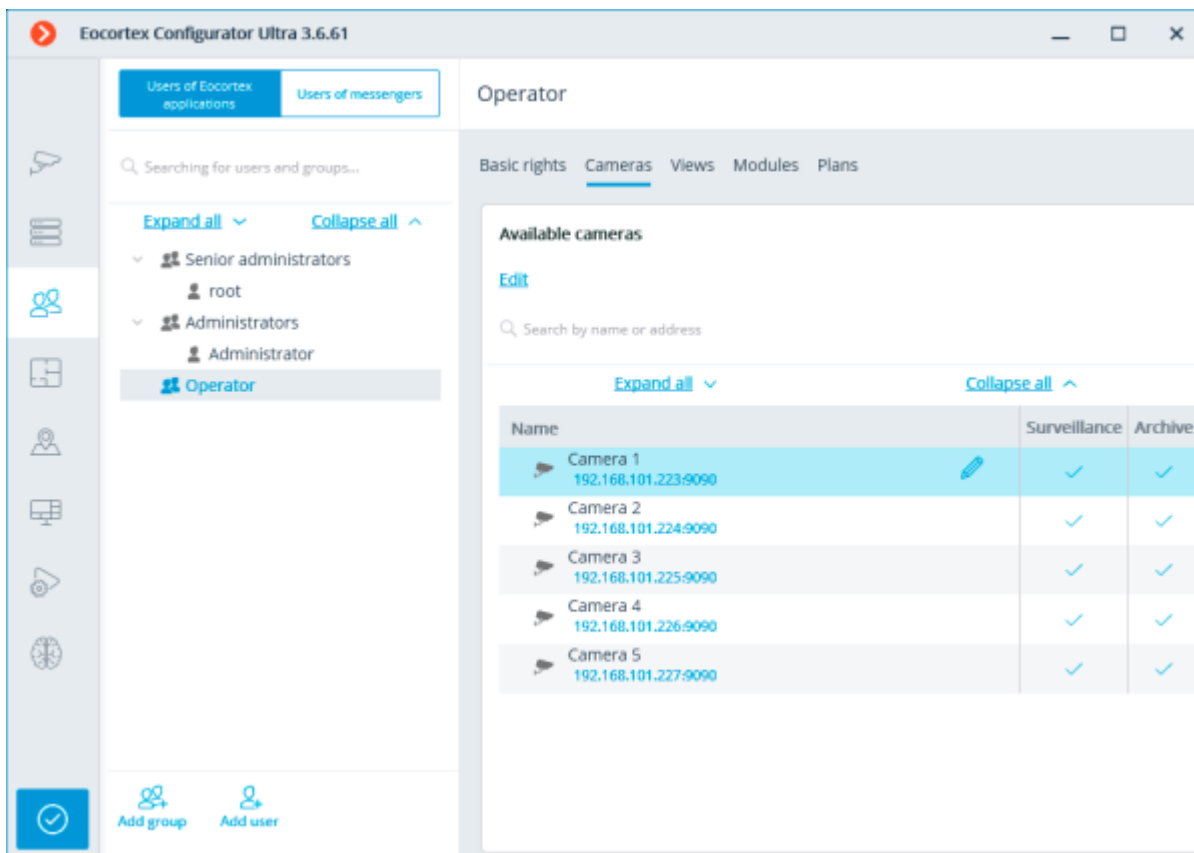 Eocortex Configurator Ultra 3.6.61
Users of Eocortex
applications
Users of messengers
Searching for users and groups...
Expand all
Collapse all
Senior administrators
root
Administrators
Administrator
Operator
Add group
Add user
Operator
Basic rights
Cameras
Views
Modules
Plans
Available cameras
Edit
Search by name or address
Expand all
Collapse all
Name
Surveillance
Archive
Camera 1
192.168.101.223:9090
Camera 2
192.168.101.224:9090
Camera 3
192.168.101.225:9090
Camera 4
192.168.101.226:9090
Camera 5
192.168.101.227:9090